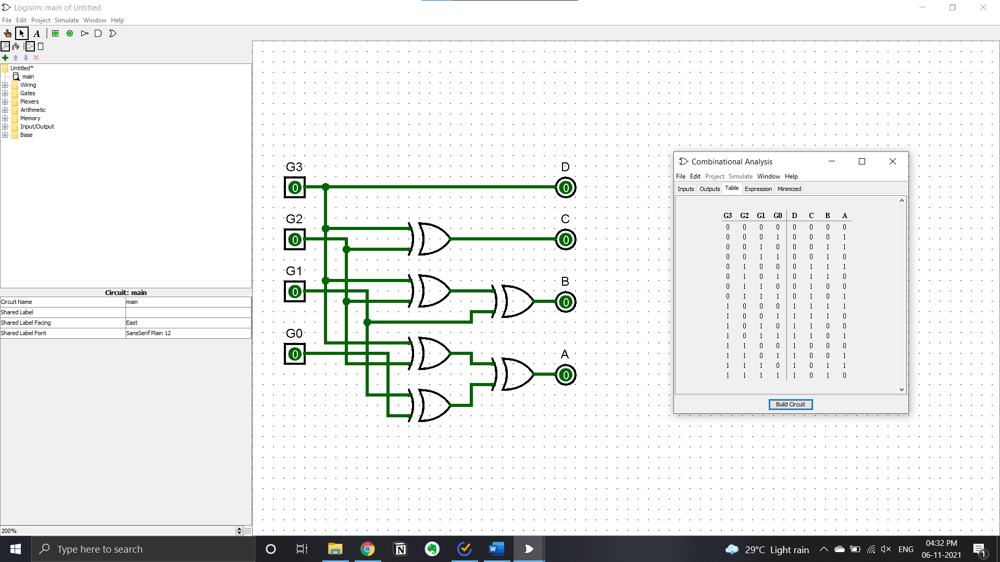 Logisim: main of Untitled
File Edit Project Simulate Window Help
A
Untitled*
main
Wiring
Gates
Plexers
Arithmetic
Memory
Input/Output
Base
Circuit: main
Circuit Name main
Shared Label
Shared Label Facing East
Shared Label Font SansSerif Plain 12
200%
G3 D
0 0
G2 C
0 0
G1 B
0 0
G0 A
0 0
Combinational Analysis
File Edit Project Simulate Window Help
Inputs Outputs Table Expression Minimized
G3 G2 G1 G0 D C B A
0 0 0 0 0 0 0 0
0 0 0 1 0 0 0 1
0 0 1 0 0 0 1 1
0 0 1 1 0 0 1 0
0 1 0 0 0 1 1 1
0 1 0 1 0 1 1 0
0 1 1 0 0 1 0 0
0 1 1 1 0 1 0 1
1 0 0 0 1 1 1 1
1 0 0 1 1 1 1 0
1 0 1 0 1 1 0 0
1 0 1 1 1 1 0 1
1 1 0 0 1 0 0 0
1 1 0 1 1 0 0 1
1 1 1 0 1 0 1 1
1 1 1 1 1 0 1 0
Build Circuit
Type here to search
29°C Light rain
ENG
04:32 PM
06-11-2021
1